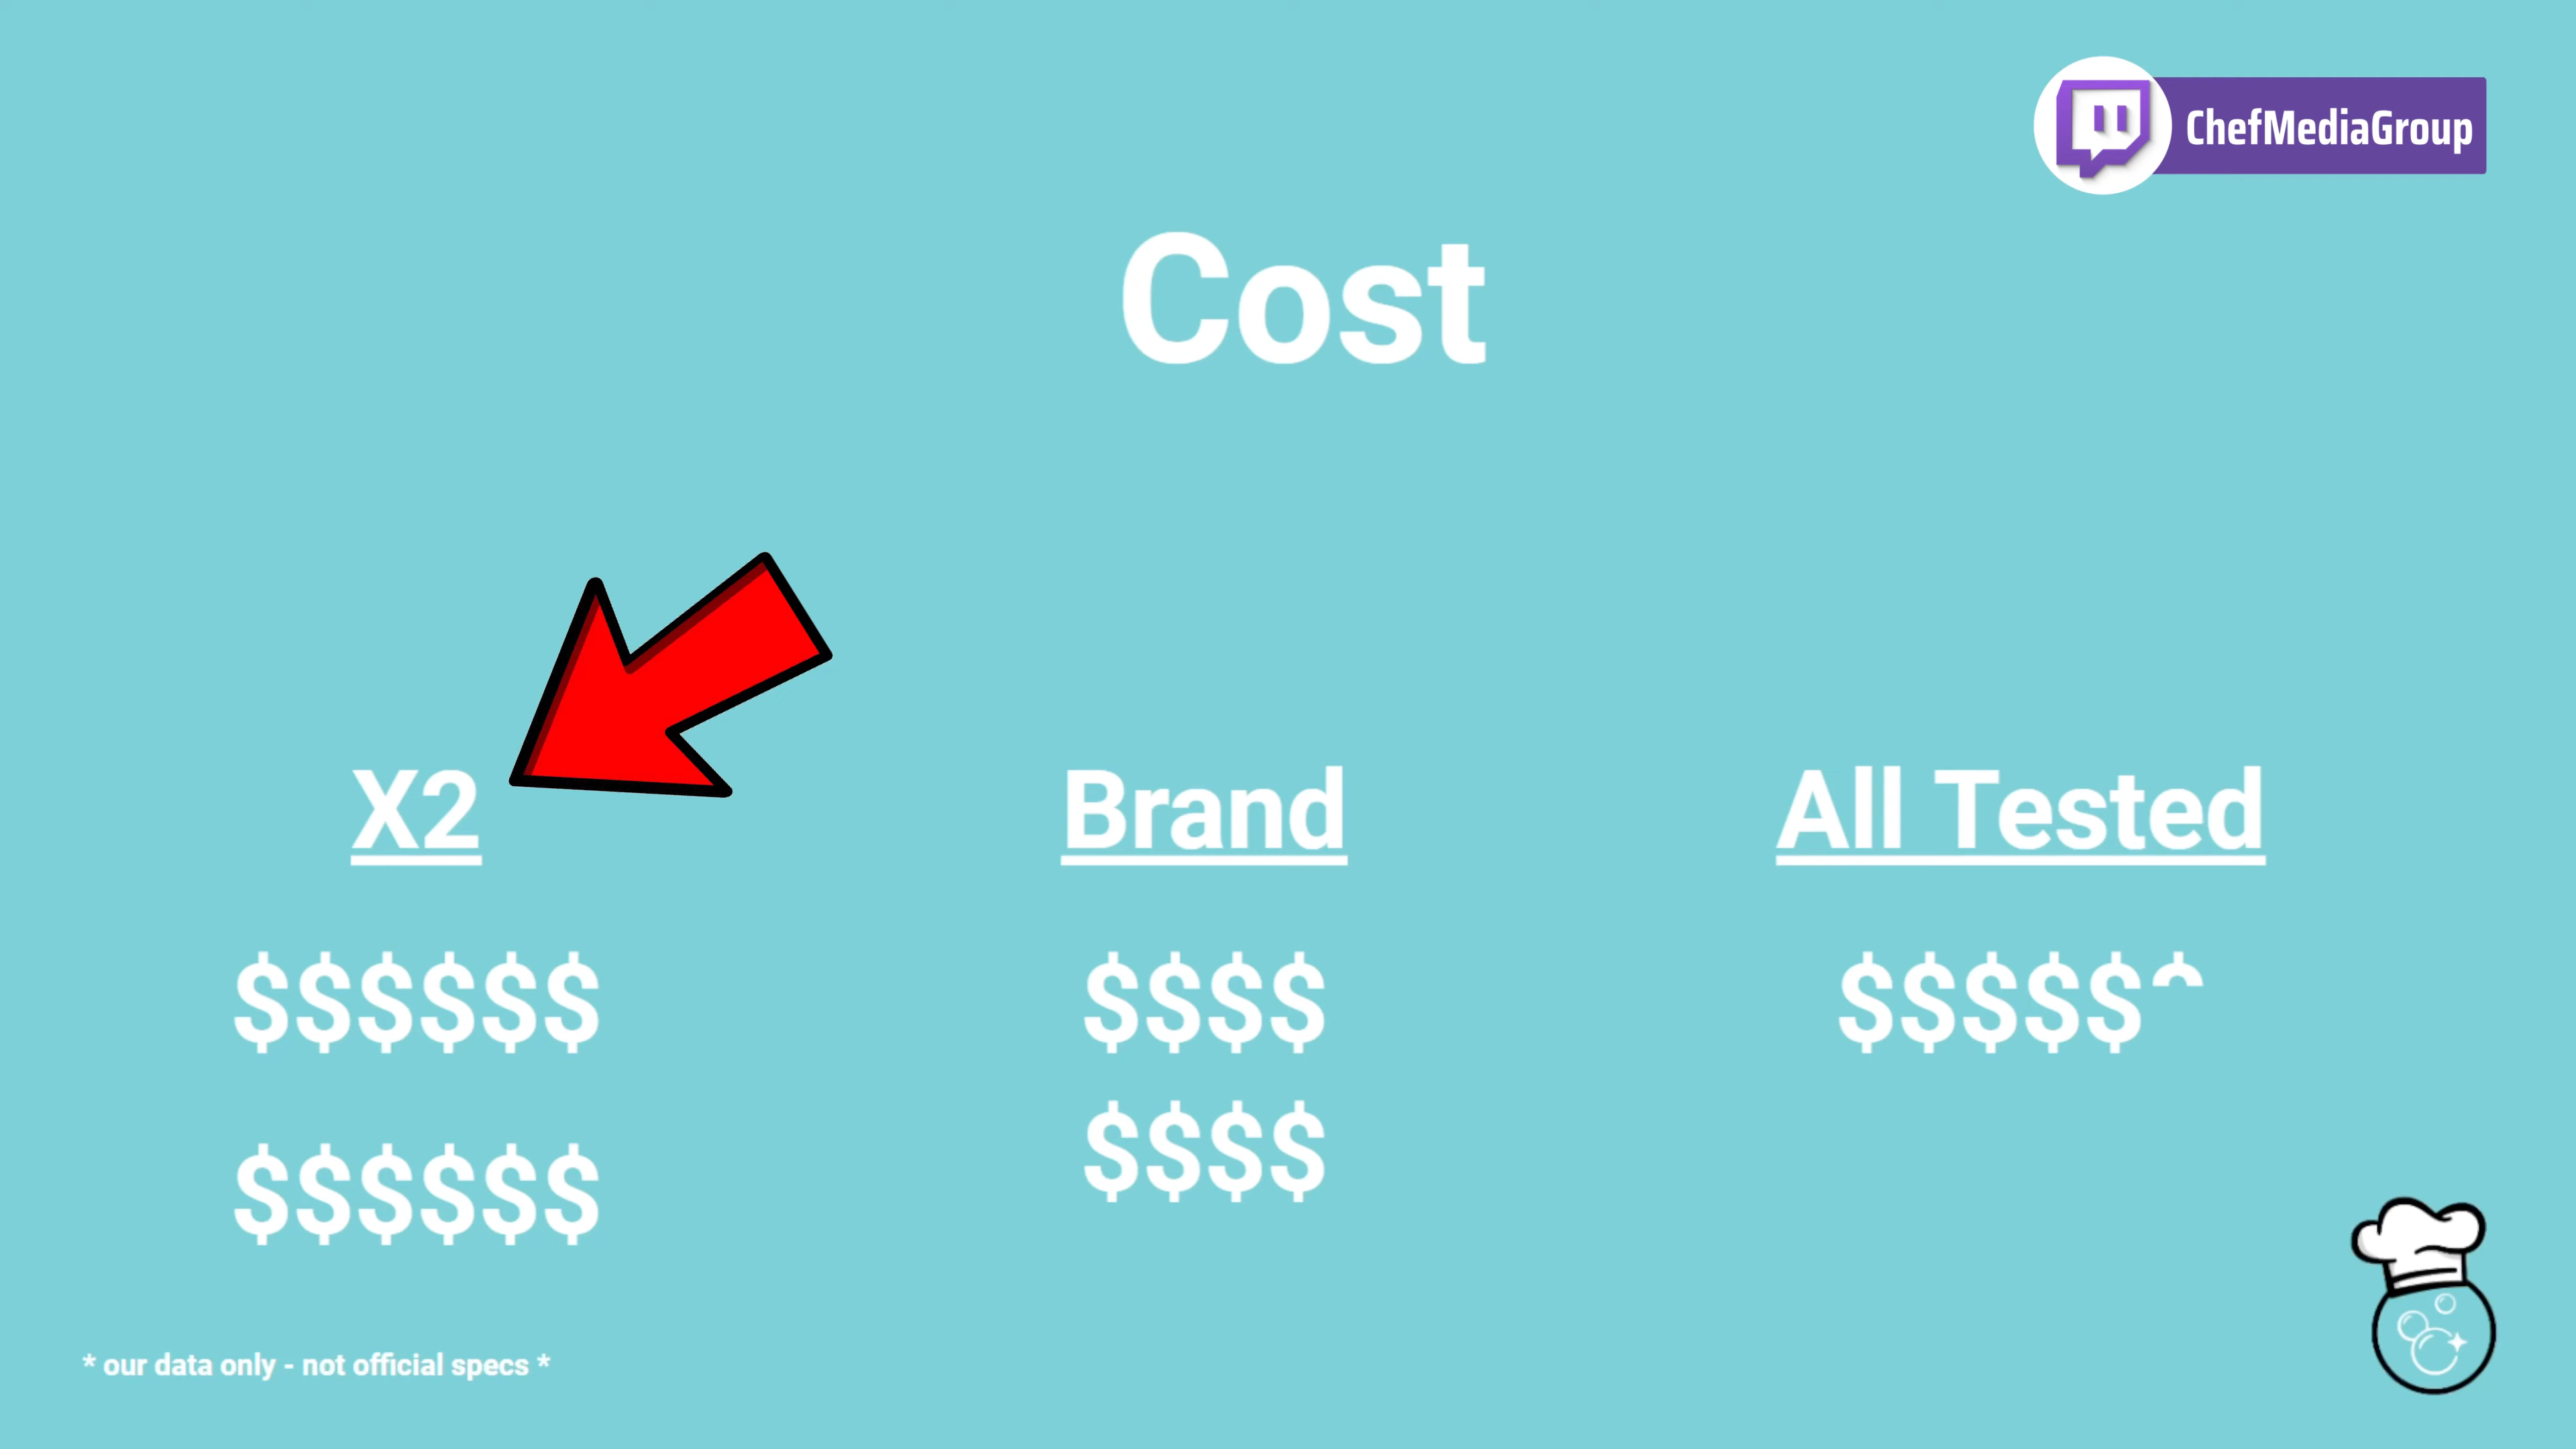 ChefMediaGroup
Cost
X2
Brand
All Tested
$$$$$$
$$$$
$$$$$
$$$$$$
$$$$
* our data only - not official specs *